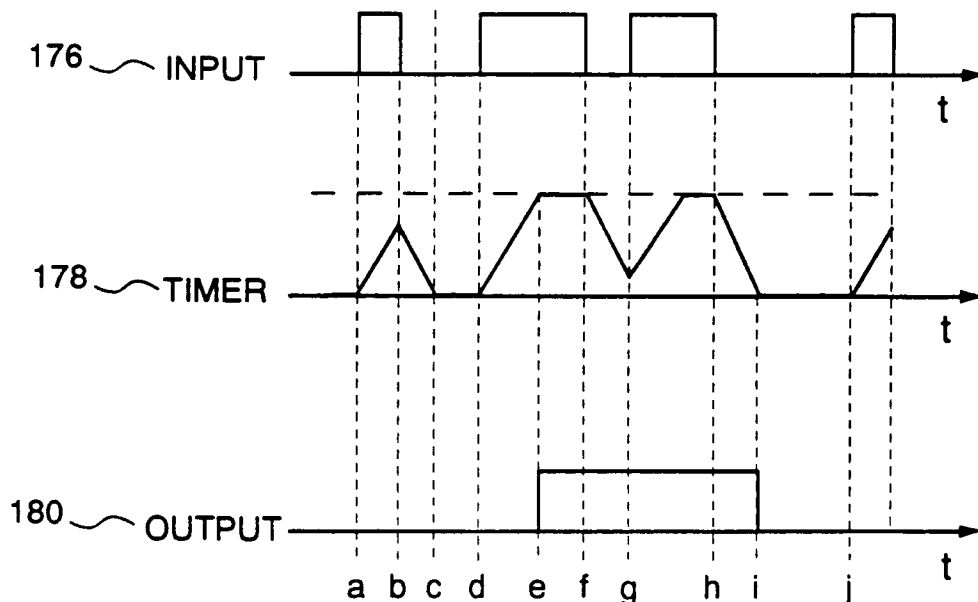 176 INPUT
t
178 TIMER
t
180 OUTPUT
t
a b c d e f g h i j